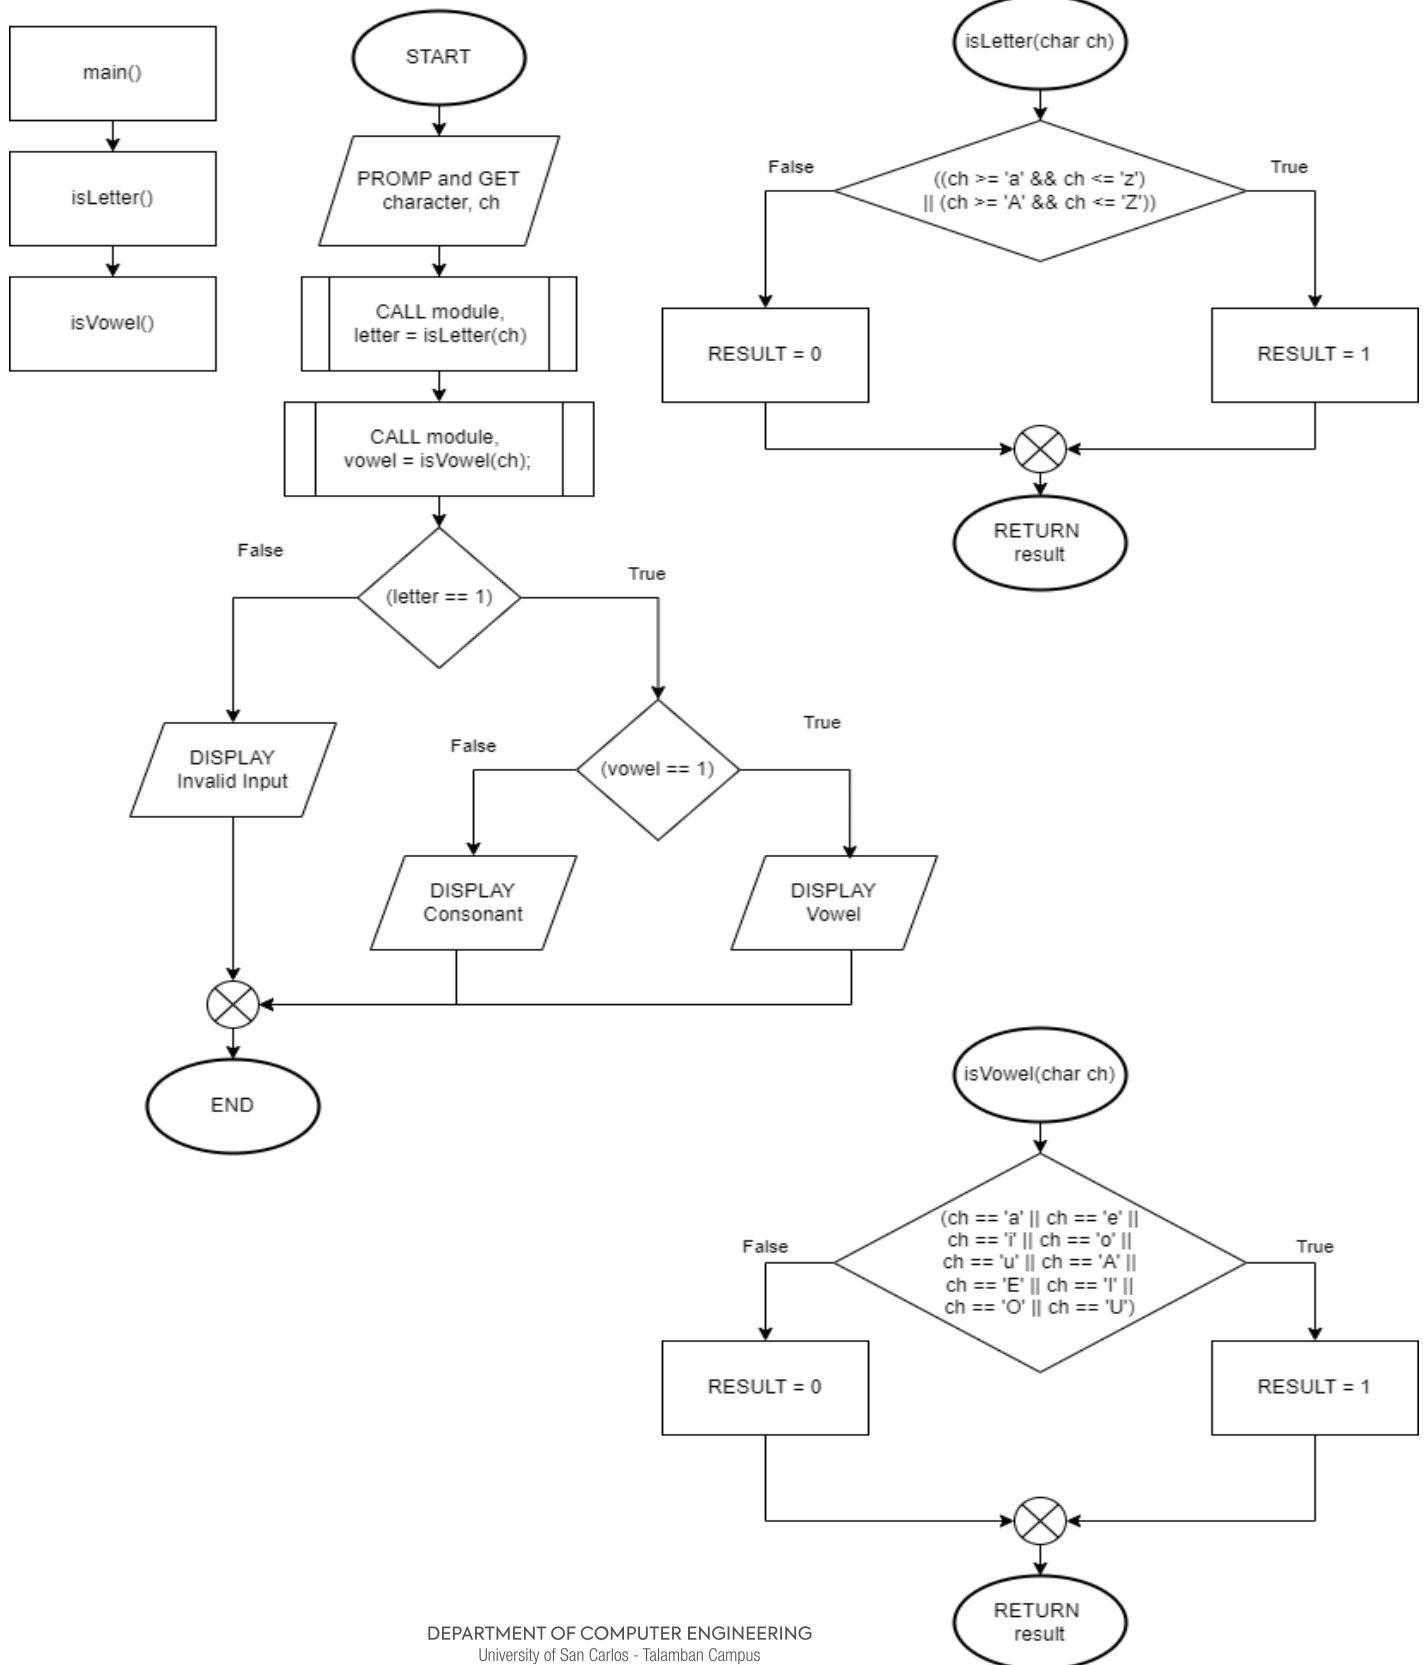 main()
isLetter()
isVowel()
START
PROMP and GET
character, ch
CALL module,
letter = isLetter(ch)
CALL module,
vowel = isVowel(ch);
False
(letter == 1)
True
DISPLAY
Invalid Input
False
(vowel == 1)
True
DISPLAY
Consonant
DISPLAY
Vowel
END
isLetter(char ch)
False
((ch >= 'a' && ch <= 'z')
|| (ch >= 'A' && ch <= 'Z'))
True
RESULT = 0
RESULT = 1
RETURN
result
isVowel(char ch)
False
(ch == 'a' || ch == 'e' ||
ch == 'i' || ch == 'o' ||
ch == 'u' || ch == 'A' ||
ch == 'E' || ch == 'I' ||
ch == 'O' || ch == 'U')
True
RESULT = 0
RESULT = 1
RETURN
result
DEPARTMENT OF COMPUTER ENGINEERING
University of San Carlos - Talamban Campus